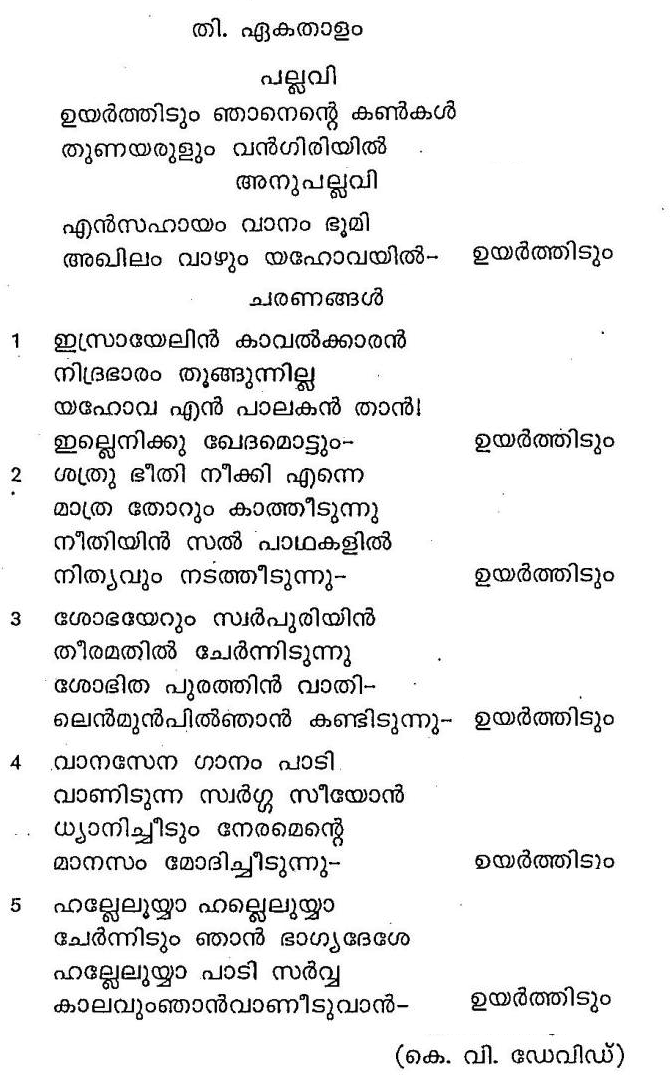 തി. ഏകതാളം
പല്ലവി
ഉയർത്തിടും ഞാനെന്റെ കൺകൾ
തുണയരുളും വൻഗിരിയിൽ
അനുപല്ലവി
എൻസഹായം വാനം ഭൂമി
അഖിലം വാഴും യഹോവയിൽ- ഉയർത്തിടും
ചരണങ്ങൾ
1 ഇസ്രായേലിൻ കാവൽക്കാരൻ
നിദ്രഭാരം തൂങ്ങുന്നില്ല
യഹോവ എൻ പാലകൻ താൻ!
ഇല്ലെനിക്കു ഖേദമൊട്ടും- ഉയർത്തിടും
2 ശത്രു ഭീതി നീക്കി എന്നെ
മാത്ര തോറും കാത്തീടുന്നു
നീതിയിൻ സൽ പാഥകളിൽ
നിത്യവും നടത്തീടുന്നു- ഉയർത്തിടും
3 ശോഭയേറും സ്വർപുരിയിൻ
തീരമതിൽ ചേർന്നിടുന്നു
ശോഭിത പുരത്തിൻ വാതി-
ലെൻമുൻപിൽഞാൻ കണ്ടിടുന്നു- ഉയർത്തിടും
4 വാനസേന ഗാനം പാടി
വാണിടുന്ന സ്വർഗ്ഗ സീയോൻ
ധ്യാനിച്ചീടും നേരമെന്റെ
മാനസം മോദിച്ചീടുന്നു- ഉയർത്തിടും
5 ഹല്ലേലൂയ്യാ ഹല്ലെലുയ്യാ
ചേർന്നിടും ഞാൻ ഭാഗ്യദേശേ
ഹല്ലേലുയ്യാ പാടി സർവ്വ
കാലവുംഞാൻവാണീടുവാൻ- ഉയർത്തിടും
(കെ. വി. ഡേവിഡ്)